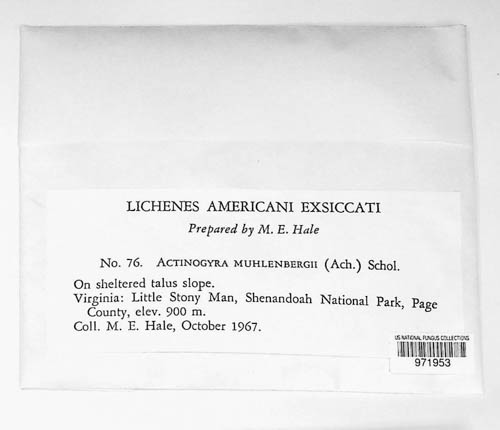 LICHENES AMERICANI EXSICCATI
Prepared by M. E. Hale
No. 76. ACTINOGYRA MUHLENBERGII (Ach.) Schol.
On sheltered talus slope.
Virginia: Little Stony Man, Shenandoah National Park, Page
County, elev. 900 m.
Coll. M. E. Hale, October 1967.
US NATIONAL FUNGUS COLLECTIONS
971953